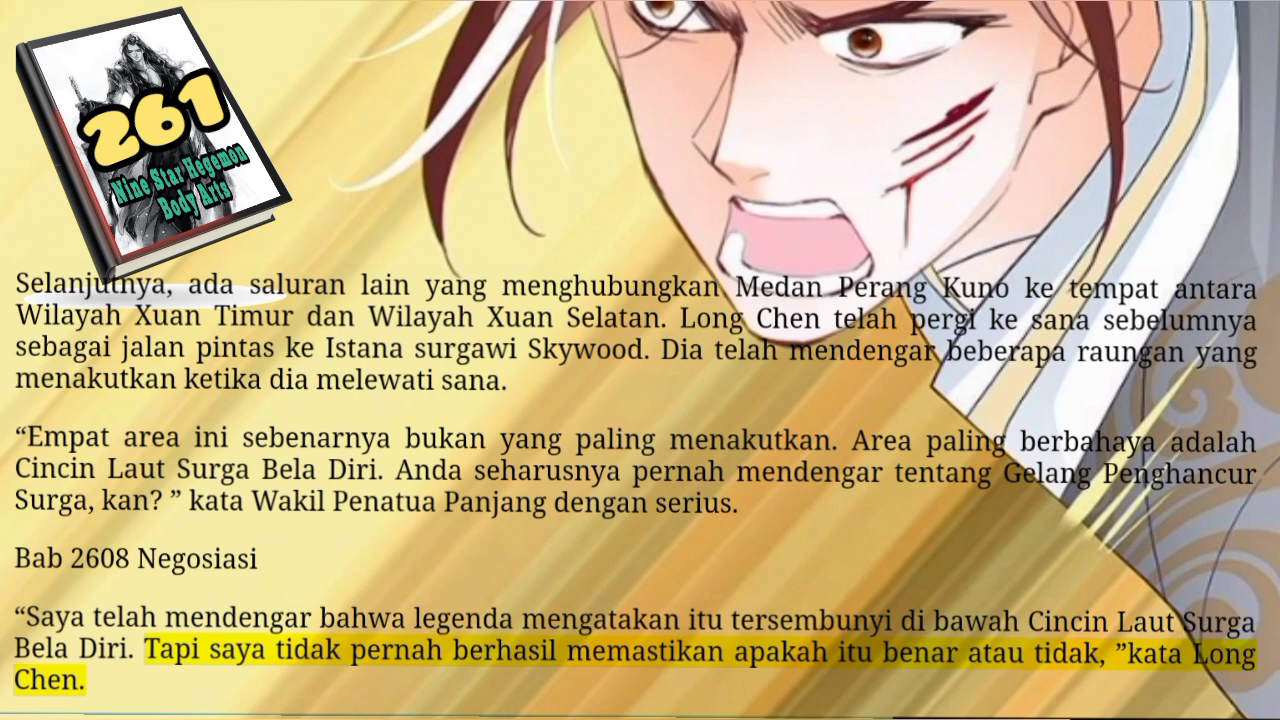 261
Nine Star Hegemon
Body Arts
Selanjutnya, ada saluran lain yang menghubungkan Medan Perang Kuno ke tempat antara
Wilayah Xuan Timur dan Wilayah Xuan Selatan. Long Chen telah pergi ke sana sebelumnya
sebagai jalan pintas ke Istana surgawi Skywood. Dia telah mendengar beberapa raungan yang
menakutkan ketika dia melewati sana.
“Empat area ini sebenarnya bukan yang paling menakutkan. Area paling berbahaya adalah
Cincin Laut Surga Bela Diri. Anda seharusnya pernah mendengar tentang Gelang Penghancur
Surga, kan? ” kata Wakil Penatua Panjang dengan serius.
Bab 2608 Negosiasi
“Saya telah mendengar bahwa legenda mengatakan itu tersembunyi di bawah Cincin Laut Surga
Bela Diri. Tapi saya tidak pernah berhasil memastikan apakah itu benar atau tidak, ”kata Long
Chen.